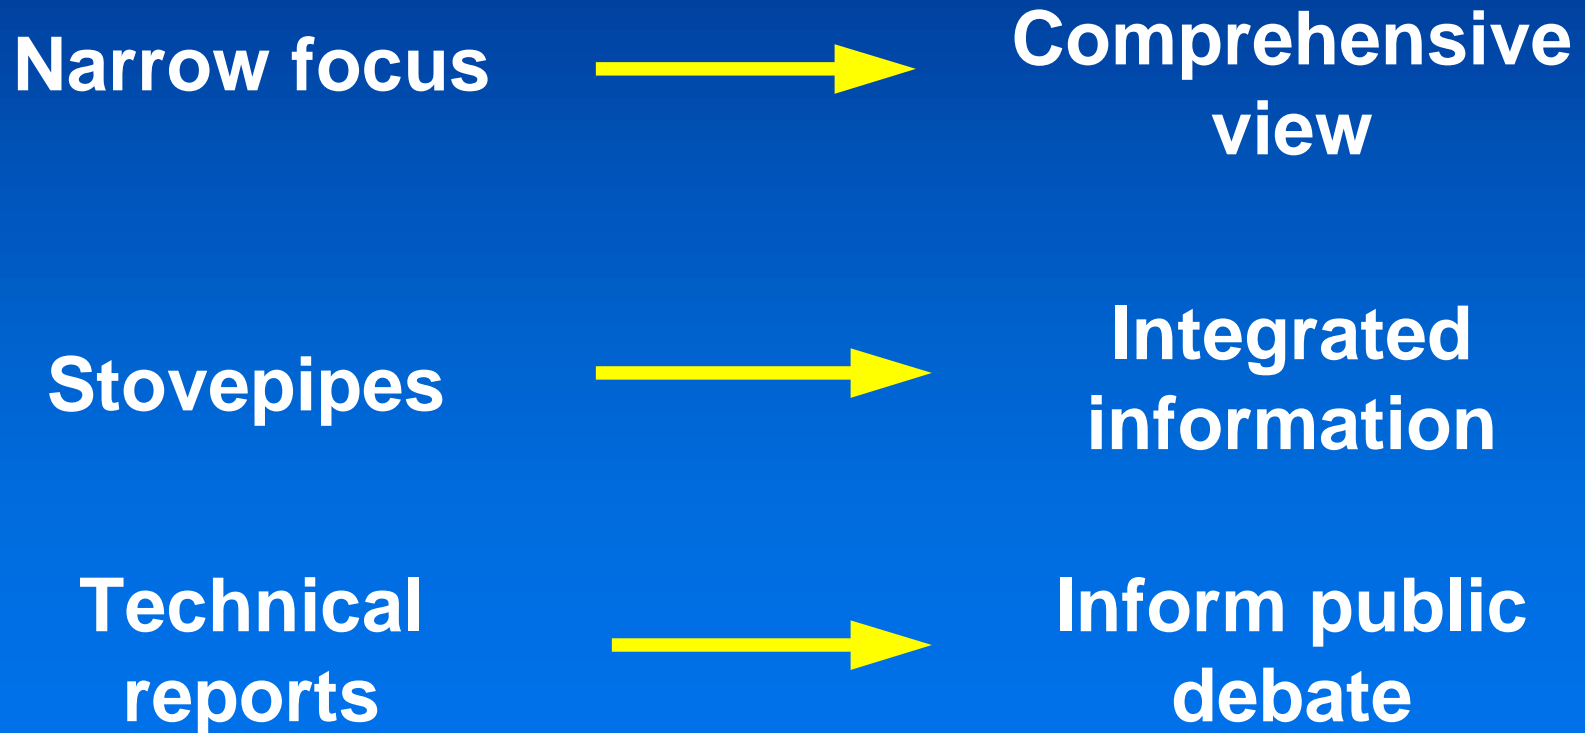 Narrow focus
Comprehensive
view
Stovepipes
Integrated
information
Technical
reports
Inform public
debate